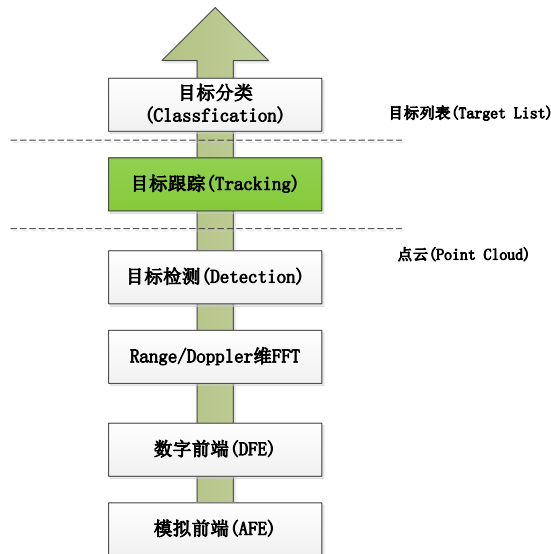 目标分类
(Classfication)
目标列表(Target List)
目标跟踪(Tracking)
点云(Point Cloud)
目标检测(Detection)
Range/Doppler维FFT
数字前端(DFE)
模拟前端(AFE)